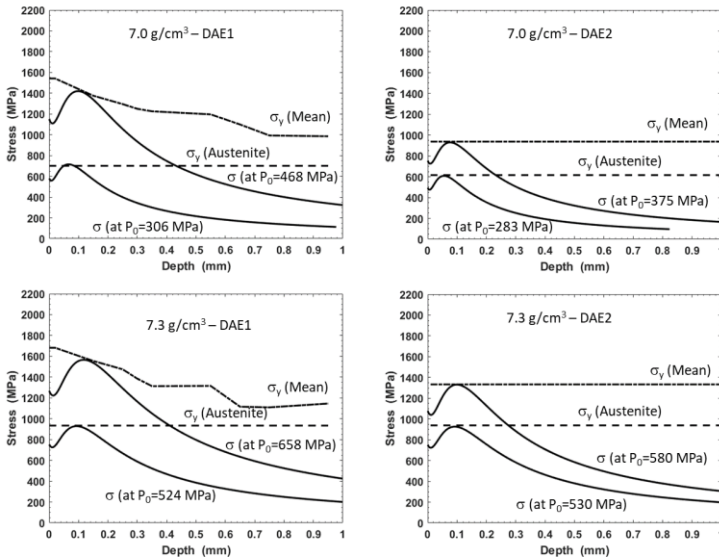 7.0 g/cm³ – DAE1
2200
2000
1800
1600
1400
1200
1000
800
600
400
200
0
Stress (MPa)
σy (Mean)
σy (Austenite)
σ (at P0=468 MPa)
σ (at P0=306 MPa)
0 0.1 0.2 0.3 0.4 0.5 0.6 0.7 0.8 0.9 1
Depth (mm)
7.0 g/cm³ – DAE2
2200
2000
1800
1600
1400
1200
1000
800
600
400
200
0
Stress (MPa)
σy (Mean)
σy (Austenite)
σ (at P0=375 MPa)
σ (at P0=283 MPa)
0 0.1 0.2 0.3 0.4 0.5 0.6 0.7 0.8 0.9 1
Depth (mm)
7.3 g/cm³ – DAE1
2200
2000
1800
1600
1400
1200
1000
800
600
400
200
0
Stress (MPa)
σy (Mean)
σy (Austenite)
σ (at P0=658 MPa)
σ (at P0=524 MPa)
0 0.1 0.2 0.3 0.4 0.5 0.6 0.7 0.8 0.9 1
Depth (mm)
7.3 g/cm³ – DAE2
2200
2000
1800
1600
1400
1200
1000
800
600
400
200
0
Stress (MPa)
σy (Mean)
σy (Austenite)
σ (at P0=580 MPa)
σ (at P0=530 MPa)
0 0.1 0.2 0.3 0.4 0.5 0.6 0.7 0.8 0.9 1
Depth (mm)